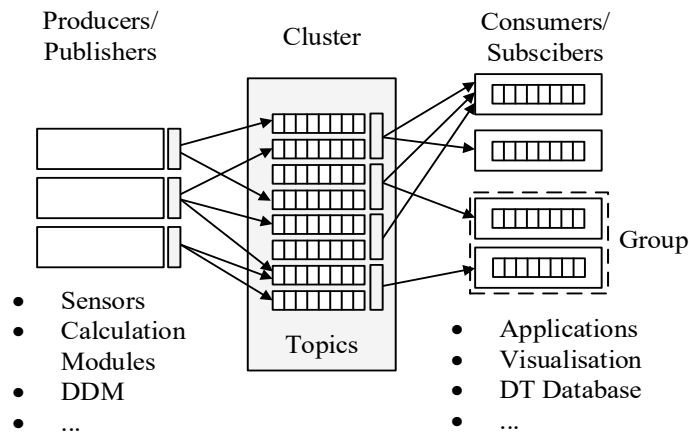 Producers/
Publishers
Cluster
Consumers/
Subscibers
Group
Topics
• Sensors
• Calculation
Modules
• DDM
• ...
• Applications
• Visualisation
• DT Database
• ...